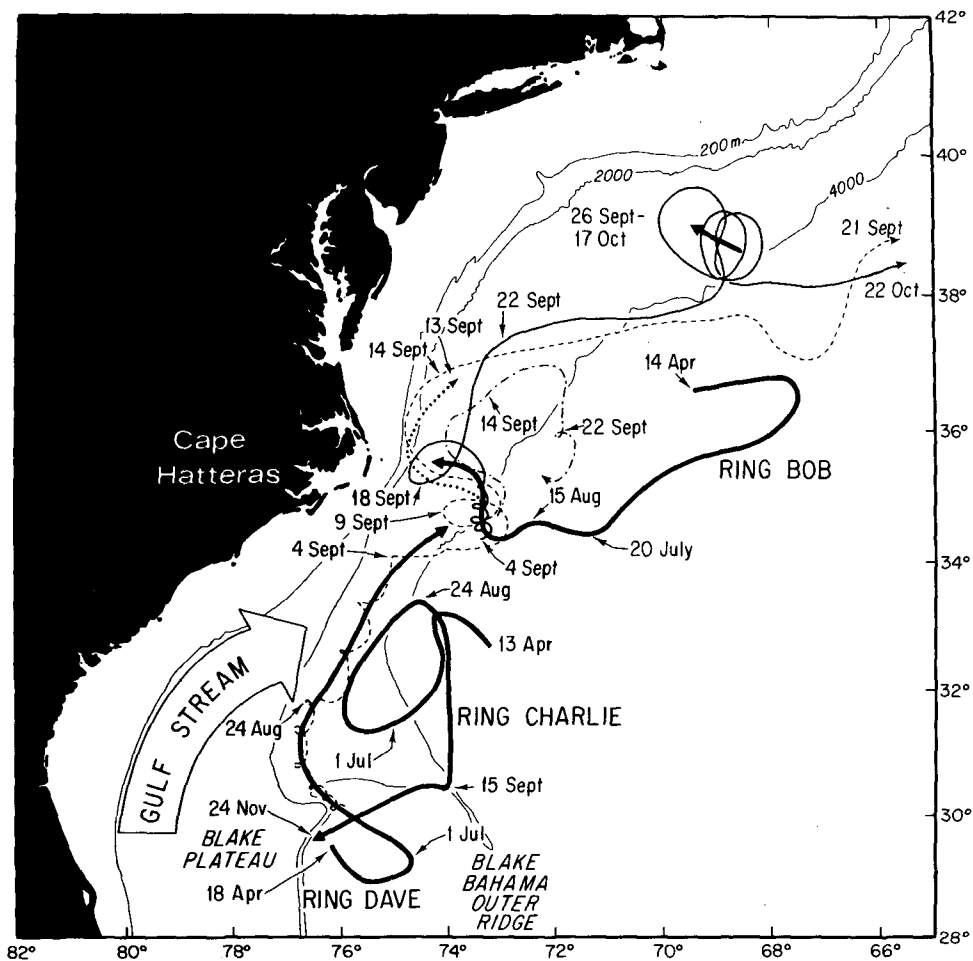 42°
200 m
40°
2000
4000
26 Sept-
17 Oct
21 Sept
38°
22 Oct
22 Sept
13 Sept
14 Sept
14 Apr
14 Sept
22 Sept
36°
Cape
Hatteras
RING BOB
18 Sept
15 Aug
9 Sept
20 July
4 Sept
4 Sept
34°
24 Aug
13 Apr
GULF STREAM
32°
24 Aug
RING CHARLIE
1 Jul
15 Sept
24 Nov
30°
BLAKE
PLATEAU
1 Jul
18 Apr
RING DAVE
BLAKE
BAHAMA
OUTER
RIDGE
28°
82° 80° 78° 76° 74° 72° 70° 68° 66°